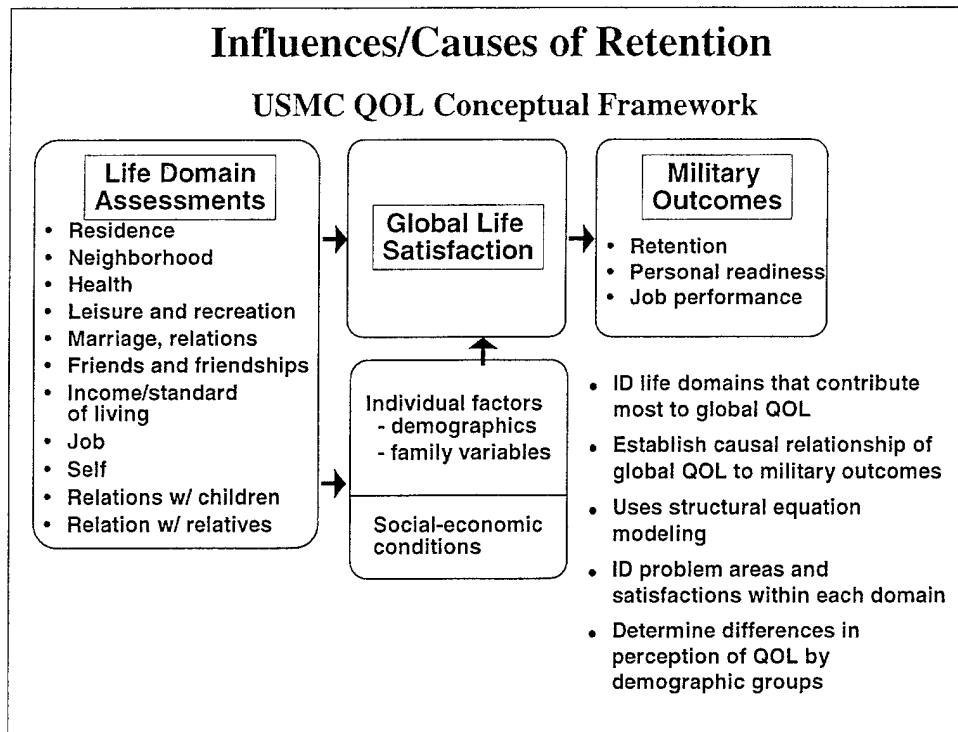 Influences/Causes of Retention
USMC QOL Conceptual Framework
Life Domain
Assessments
• Residence
• Neighborhood
• Health
• Leisure and recreation
• Marriage, relations
• Friends and friendships
• Income/standard
of living
• Job
• Self
• Relations w/ children
• Relation w/ relatives
Global Life
Satisfaction
Individual factors
- demographics
- family variables
Social-economic
conditions
Military
Outcomes
• Retention
• Personal readiness
• Job performance
• ID life domains that contribute
most to global QOL
• Establish causal relationship of
global QOL to military outcomes
• Uses structural equation
modeling
• ID problem areas and
satisfactions within each domain
• Determine differences in
perception of QOL by
demographic groups